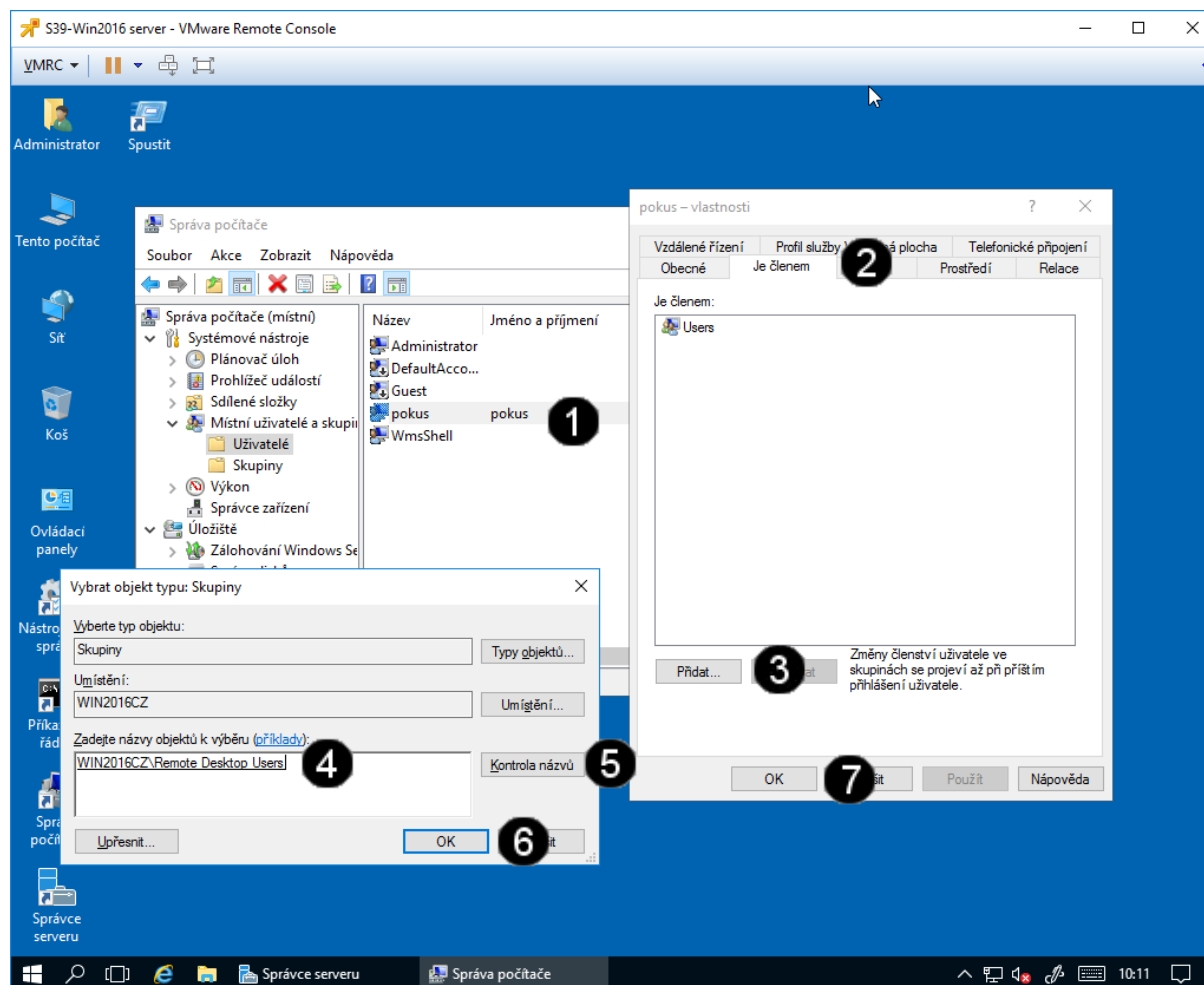 S39-Win2016 server - VMware Remote Console
VMRC
Administrator
Spustit
Tento počítač
Síť
Koš
Ovládací
panely
Nástro
sprá
Příka
řád
Sprá
počít
Správce
serveru
Správa počítače
Soubor Akce Zobrazit Nápověda
Správa počítače (místní)
Systémové nástroje
Plánovač úloh
Prohlížeč událostí
Sdílené složky
Místní uživatelé a skupin
Uživatelé
Skupiny
Výkon
Správce zařízení
Úložiště
Zálohování Windows Se
Název Jméno a příjmení
Administrator
DefaultAcco...
Guest
pokus pokus
WmsShell
1
pokus – vlastnosti
Vzdálené řízení Profil služby á plocha Telefonické připojení
Obecné Je členem Prostředí Relace
2
Je členem:
Users
Přidat...
3
Změny členství uživatele ve
skupinách se projeví až při příštím
přihlášení uživatele.
OK Použít Nápověda
7
Vybrat objekt typu: Skupiny
Vyberte typ objektu:
Skupiny Typy objektů...
Umístění:
WIN2016CZ Umístění...
Zadejte názvy objektů k výběru (příklady):
WIN2016CZ\Remote Desktop Users Kontrola názvů
4
5
Upřesnit... OK
6
Správce serveru Správa počítače 10:11